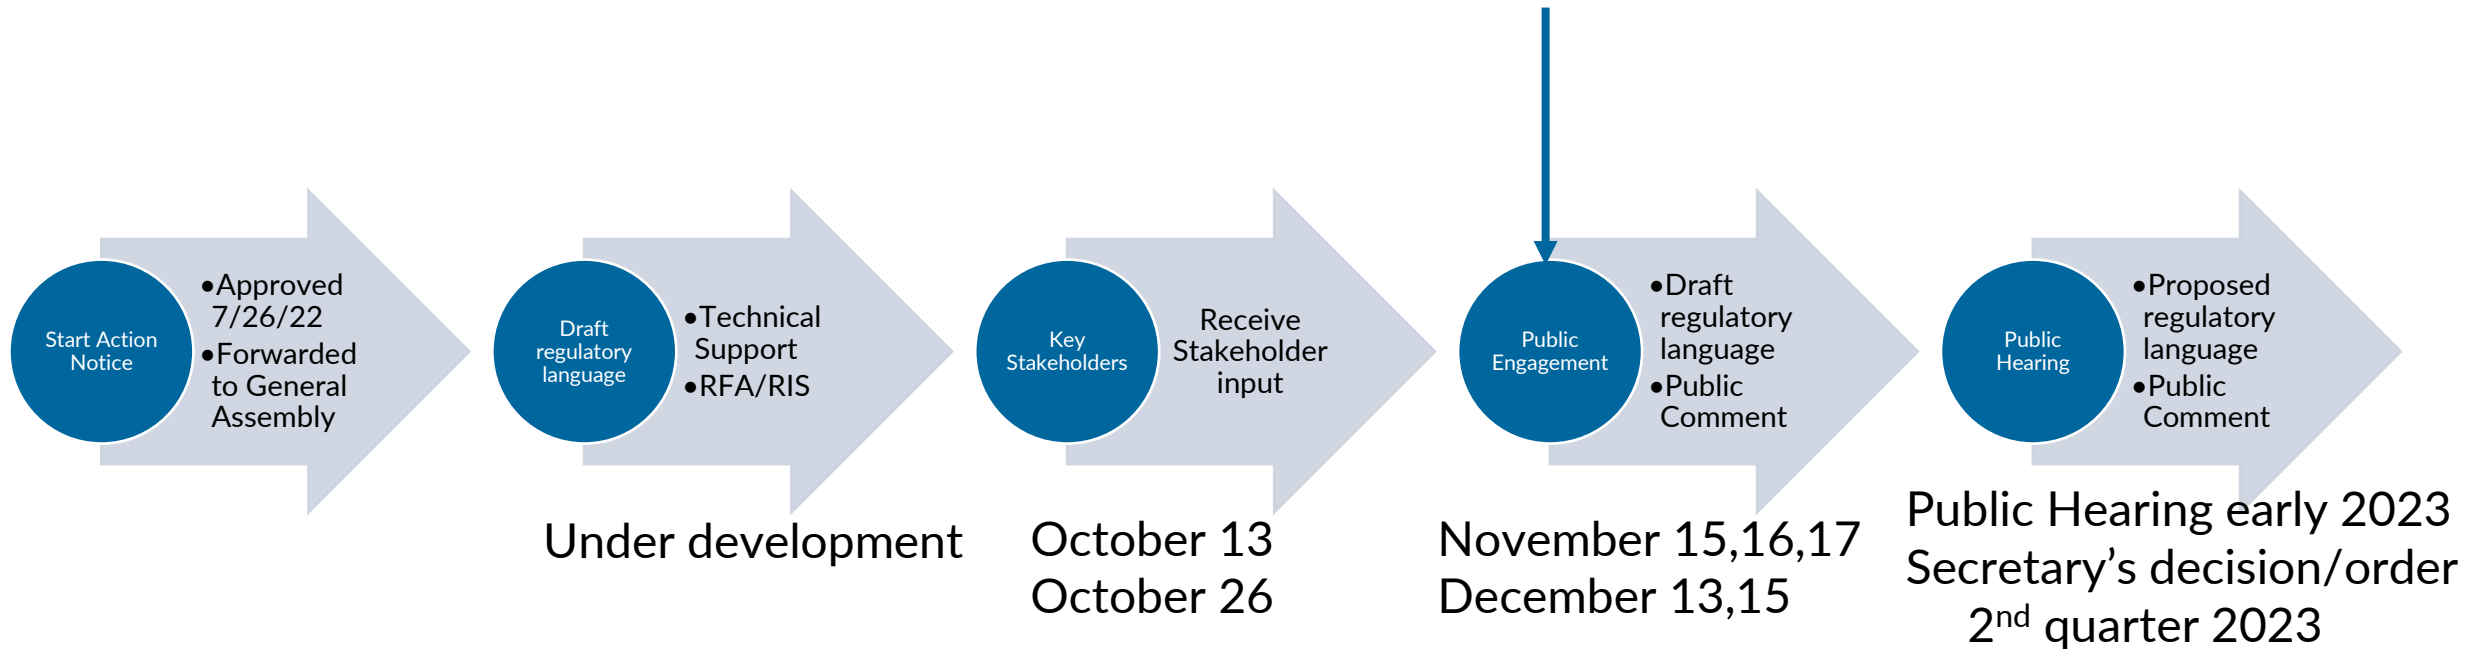 Start Action
Notice
•Approved
7/26/22
•Forwarded
to General
Assembly
Draft
regulatory
language
•Technical
Support
•RFA/RIS
Under development
Key
Stakeholders
Receive
Stakeholder
input
October 13
October 26
Public
Engagement
•Draft
regulatory
language
•Public
Comment
November 15,16,17
December 13,15
Public
Hearing
•Proposed
regulatory
language
•Public
Comment
Public Hearing early 2023
Secretary’s decision/order
2nd quarter 2023